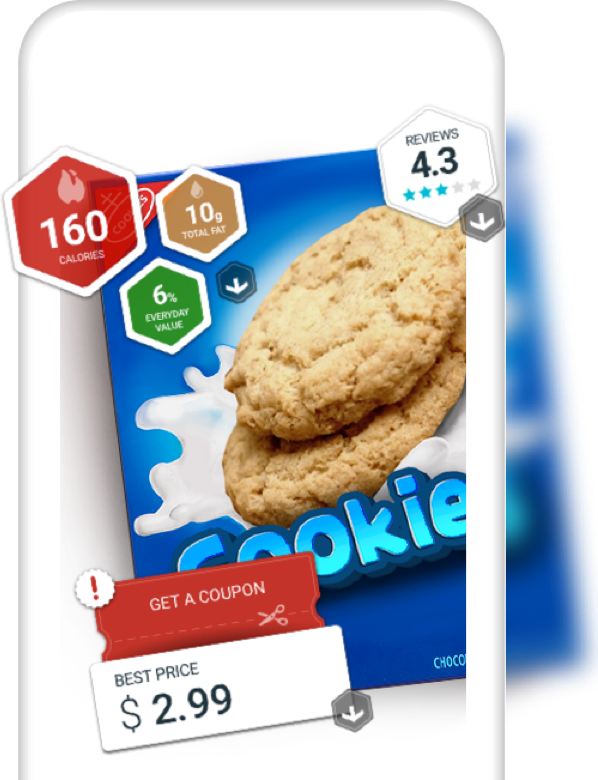 REVIEWS
4.3
160
CALORIES
10g
TOTAL FAT
6%
EVERYDAY
VALUE
Cookie
GET A COUPON
!
BEST PRICE
$ 2.99
CHOCO